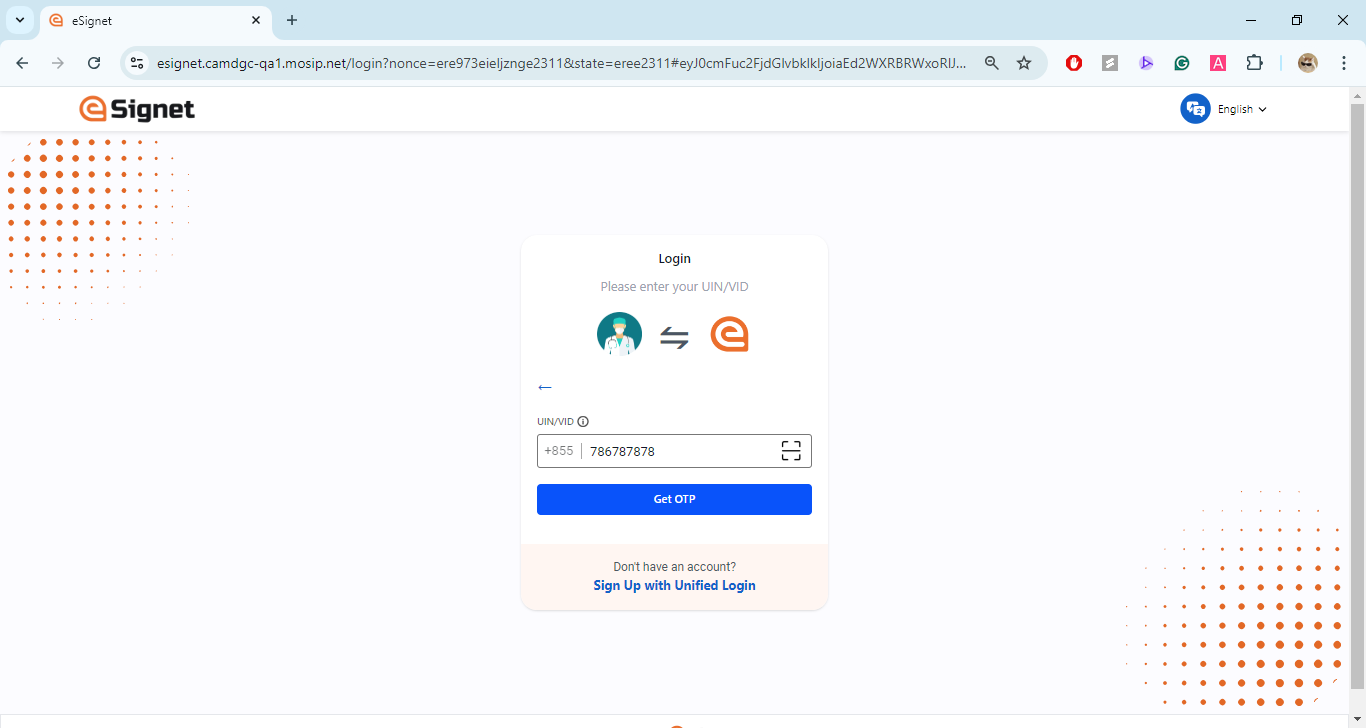 eSignet
esignet.camdgc-qa1.mosip.net/login?nonce=ere973eieljznge2311&state=eree2311#eyJ0cmFuc2FjdGlvbklkIjoiaEd2WXRBRWxoRlJ...
Signet
English
Login
Please enter your UIN/VID
UIN/VID
+855 786787878
Get OTP
Don't have an account?
Sign Up with Unified Login